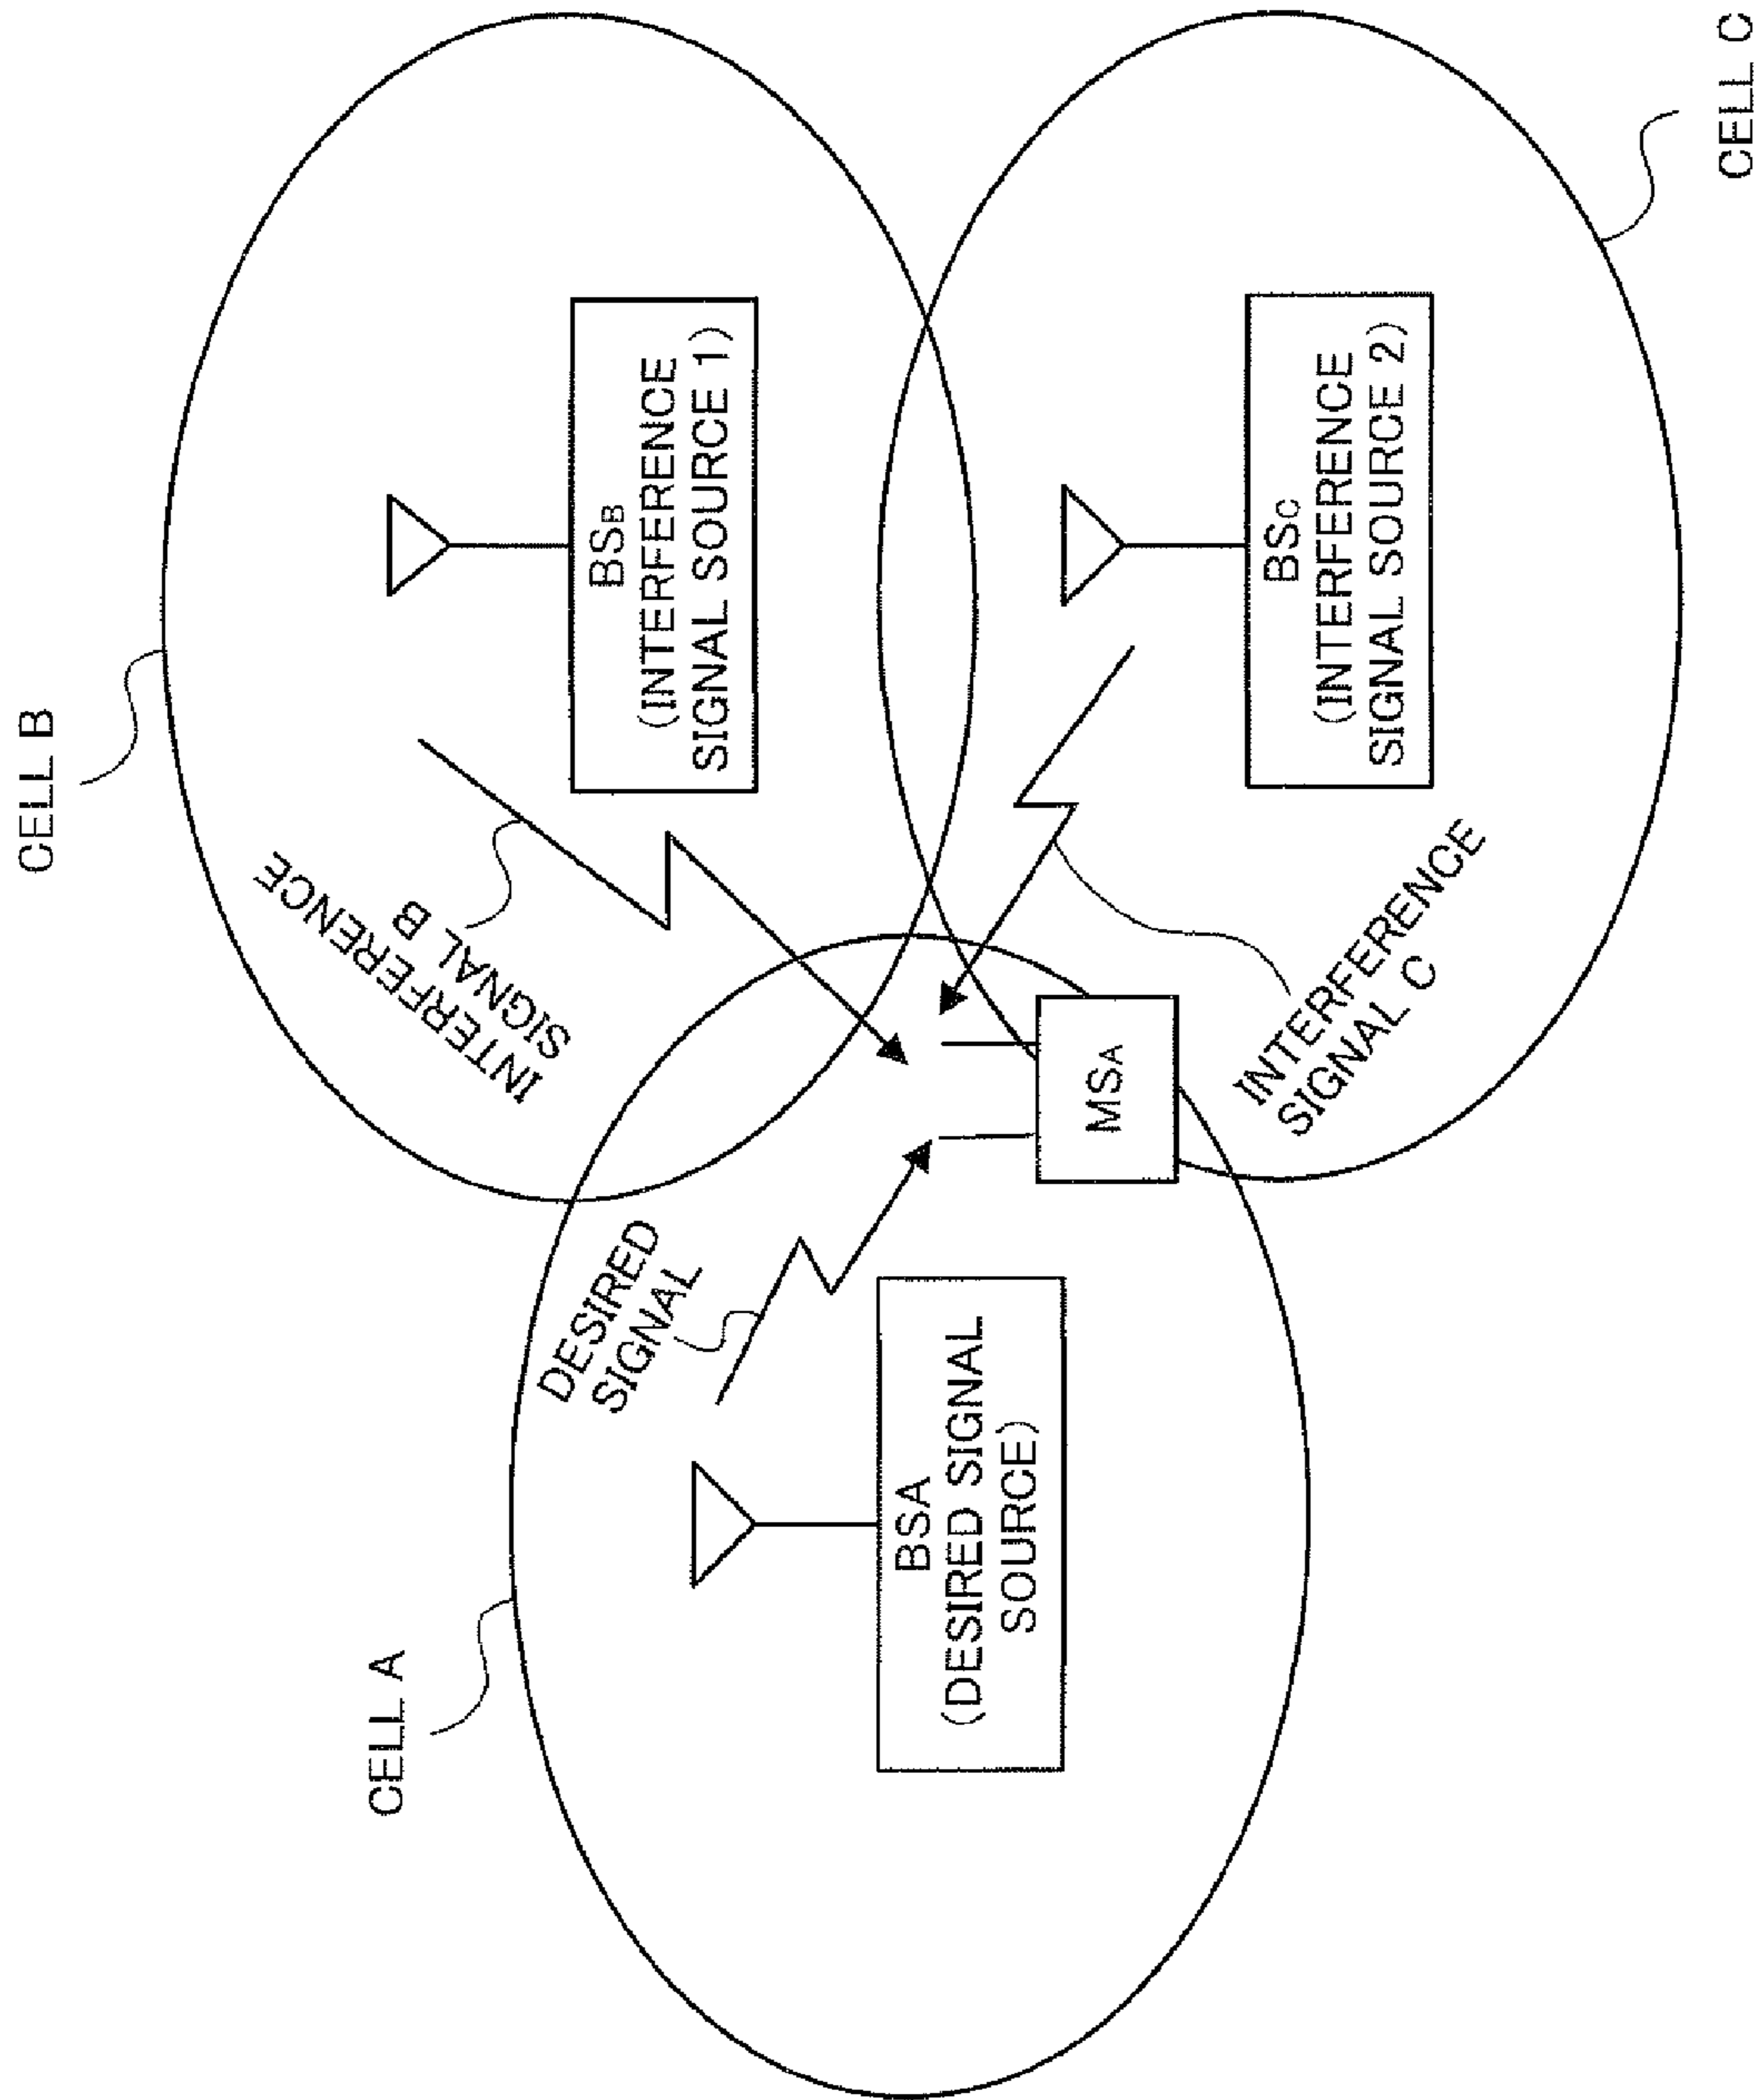 CELL B
CELL A
CELL C
INTERFERENCE
SIGNAL B
DESIRED
SIGNAL
BSB
(INTERFERENCE
SIGNAL SOURCE 1)
BSA
(DESIRED SIGNAL
SOURCE)
MSA
BSC
(INTERFERENCE
SIGNAL SOURCE 2)
INTERFERENCE
SIGNAL C